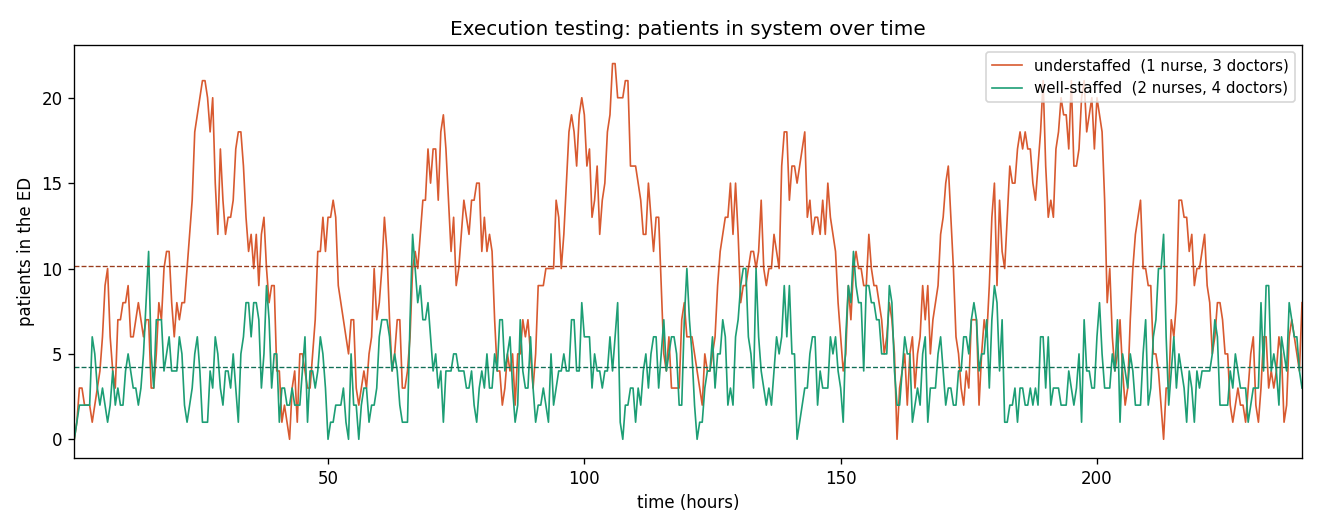 Execution testing: patients in system over time
understaffed  (1 nurse, 3 doctors)
well-staffed  (2 nurses, 4 doctors)
patients in the ED
20
15
10
5
0
50
100
150
200
time (hours)